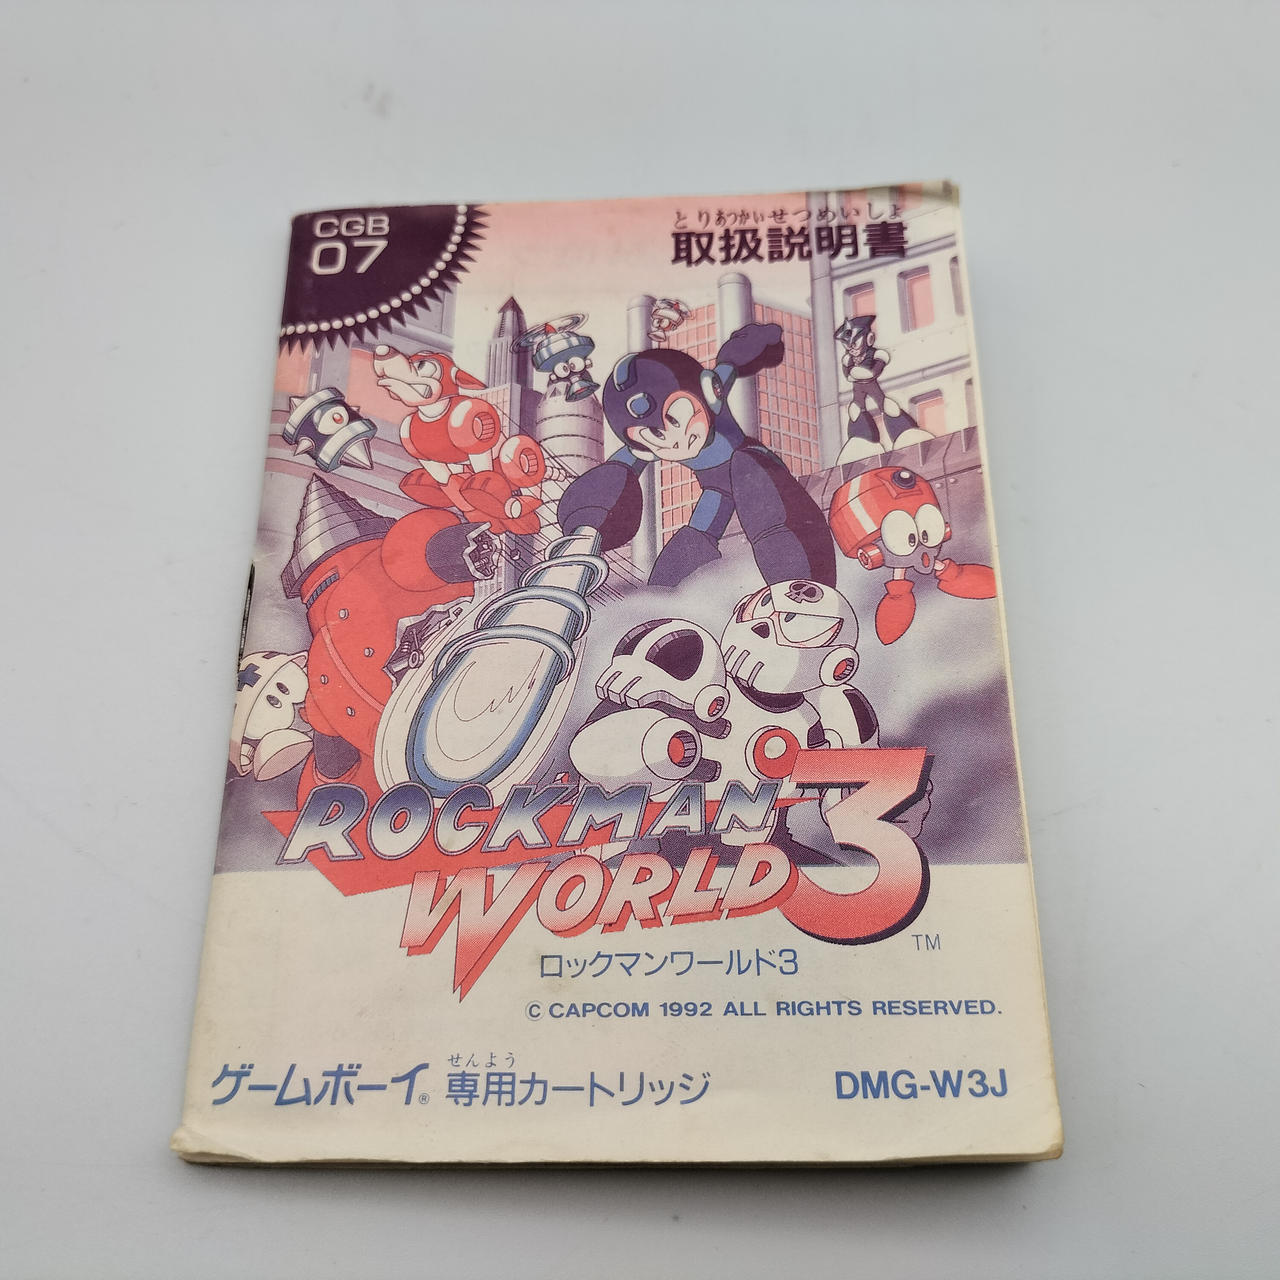 CGB
07
とりあつかいせつめいしょ
取扱説明書
ROCKMAN
WORLD 3
TM
ロックマンワールド3
© CAPCOM 1992 ALL RIGHTS RESERVED.
せんよう
ゲームボーイ® 専用カートリッジ
DMG-W3J